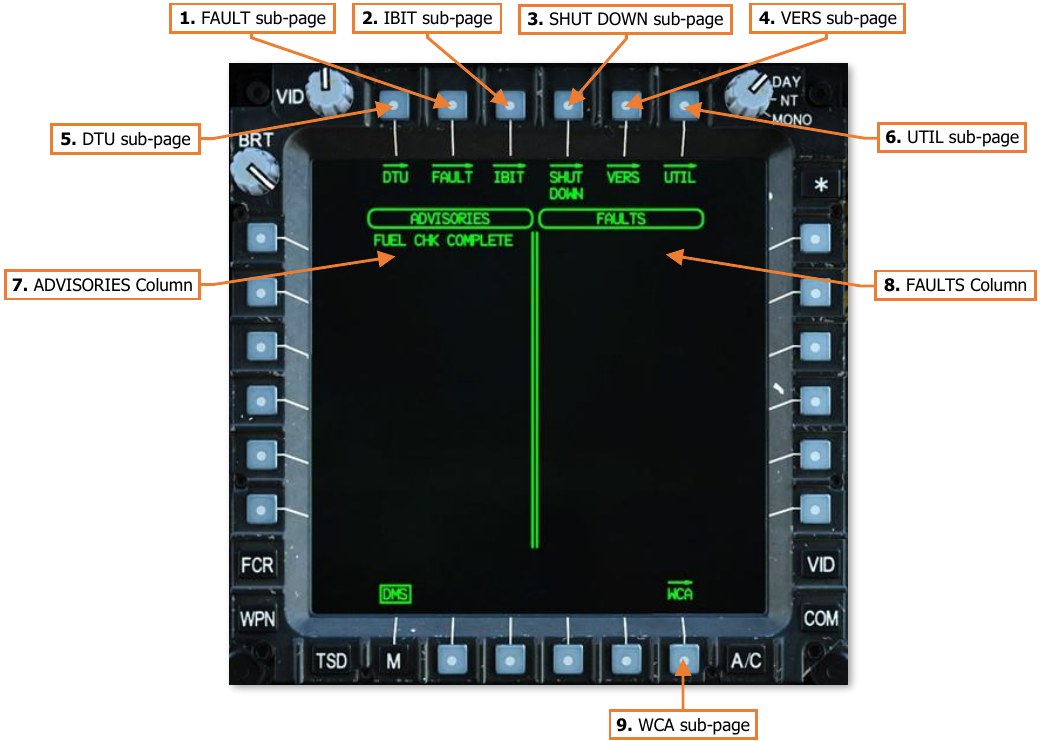 1. FAULT sub-page
2. IBIT sub-page
3. SHUT DOWN sub-page
4. VERS sub-page
5. DTU sub-page
6. UTIL sub-page
VID
DAY
NT
MONO
BRT
*
DTU FAULT IBIT SHUT DOWN VERS UTIL
ADVISORIES
FAULTS
FUEL CHK COMPLETE
7. ADVISORIES Column
8. FAULTS Column
FCR
VID
DMS
WCA
WPN
COM
TSD
M
A/C
9. WCA sub-page